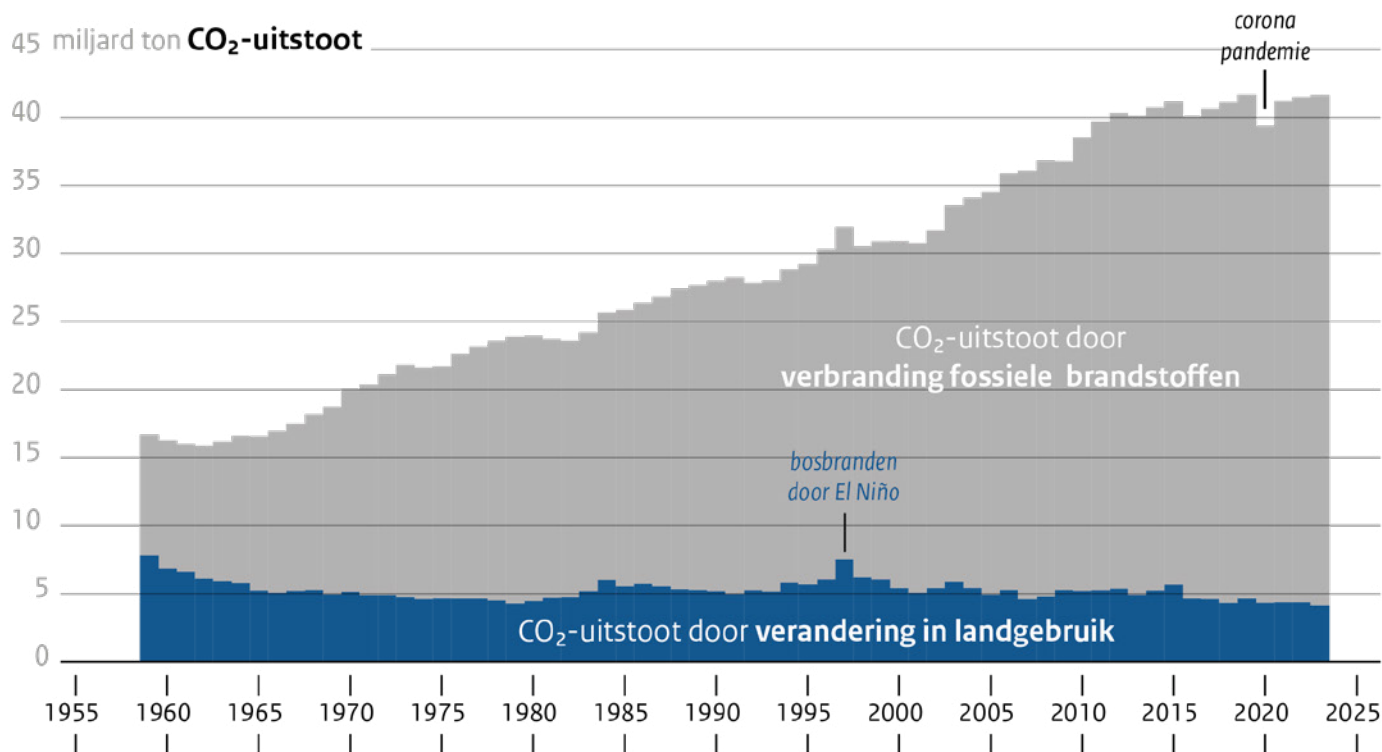 corona
pandemie
45 miljard ton CO₂-uitstoot
40
35
30
25
CO₂-uitstoot door
verbranding fossiele brandstoffen
20
15
bosbranden
door El Niño
10
5
CO₂-uitstoot door verandering in landgebruik
0
1955 1960 1965 1970 1975 1980 1985 1990 1995 2000 2005 2010 2015 2020 2025